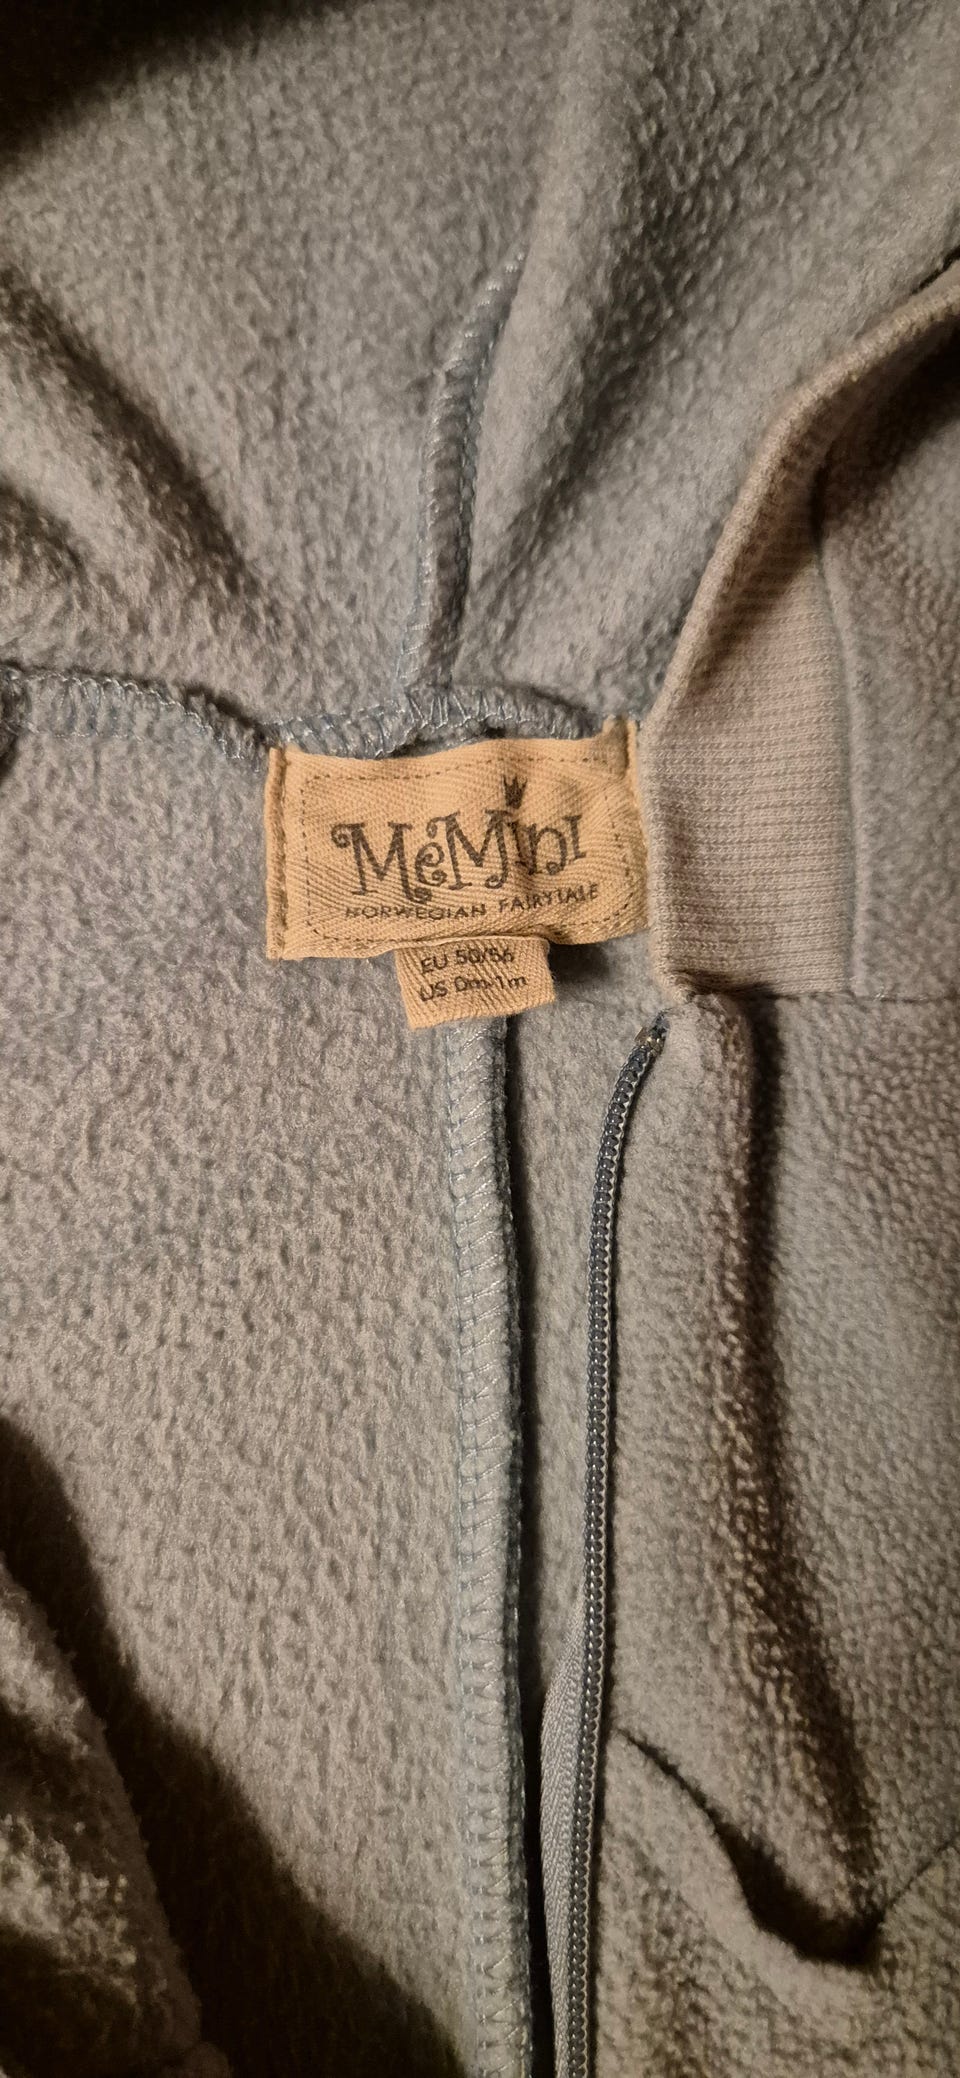 MeMini
NORWEGIAN FAIRYTALE
EU 50/56
US 0m-1m